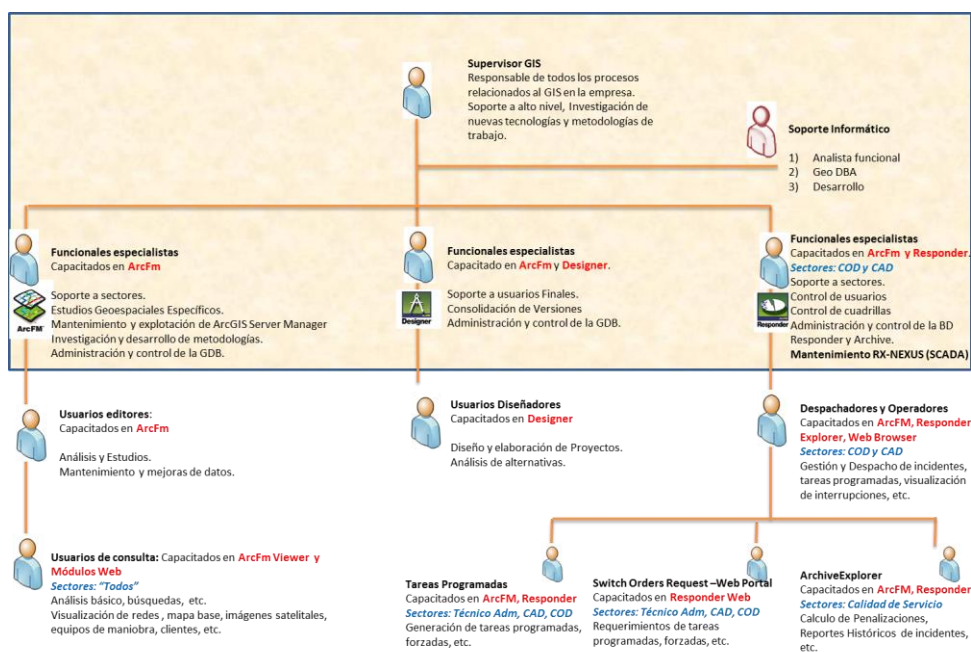 Supervisor GIS
Responsable de todos los procesos
relacionados al GIS en la empresa.
Soporte a alto nivel, Investigación de
nuevas tecnologías y metodologías de
trabajo.
Soporte Informático
1) Analista funcional
2) Geo DBA
3) Desarrollo
Funcionales especialistas
Capacitados en ArcFm
Soporte a sectores.
Estudios Geoespaciales Específicos.
Mantenimiento y explotación de ArcGIS Server Manager
Investigación y desarrollo de metodologías.
Administración y control de la GDB.
ArcFM
Funcionales especialistas
Capacitado en ArcFm y Designer.
Soporte a usuarios Finales.
Consolidación de Versiones
Administración y control de la GDB.
Designer
Funcionales especialistas
Capacitados en ArcFm y Responder.
Sectores: COD y CAD
Soporte a sectores.
Control de usuarios
Control de cuadrillas
Administración y control de la BD
Responder y Archive.
Mantenimiento RX-NEXUS (SCADA)
Responder
Usuarios editores:
Capacitados en ArcFm
Análisis y Estudios.
Mantenimiento y mejoras de datos.
Usuarios Diseñadores
Capacitados en Designer
Diseño y elaboración de Proyectos.
Análisis de alternativas.
Despachadores y Operadores
Capacitados en ArcFM, Responder
Explorer, Web Browser
Sectores: COD y CAD
Gestión y Despacho de incidentes,
tareas programadas, visualización
de interrupciones, etc.
Usuarios de consulta: Capacitados en ArcFm Viewer y
Módulos Web
Sectores: "Todos"
Análisis básico, búsquedas, etc.
Visualización de redes , mapa base, imágenes satelitales,
equipos de maniobra, clientes, etc.
Tareas Programadas
Capacitados en ArcFM, Responder
Sectores: Técnico Adm, CAD, COD
Generación de tareas programadas,
forzadas, etc.
Switch Orders Request –Web Portal
Capacitados en Responder Web
Sectores: Técnico Adm, CAD, COD
Requerimientos de tareas
programadas, forzadas, etc.
ArchiveExplorer
Capacitados en ArcFM, Responder
Sectores: Calidad de Servicio
Calculo de Penalizaciones,
Reportes Históricos de incidentes,
etc.